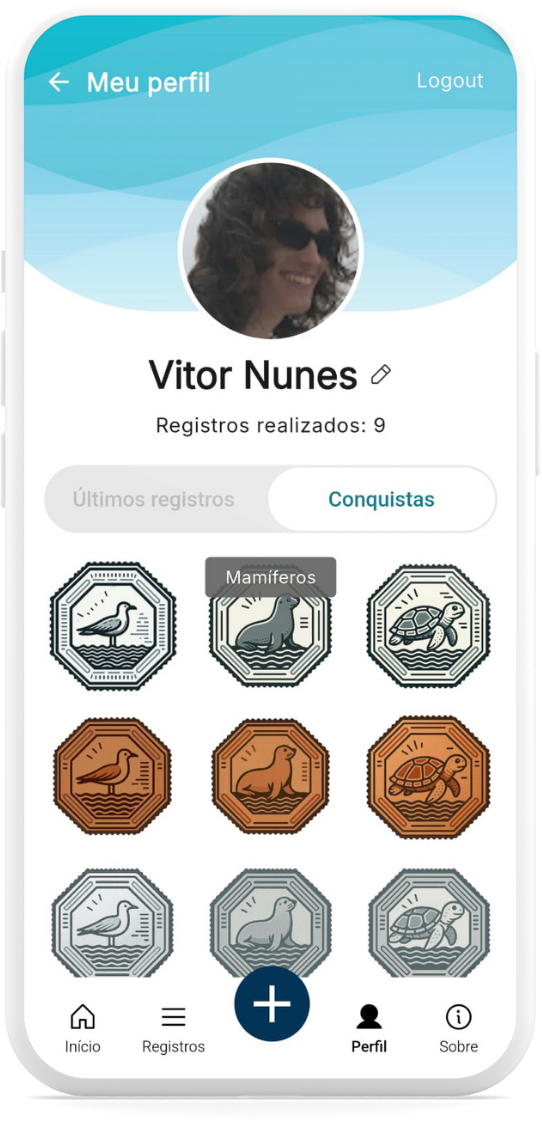 Meu perfil
Logout
Vitor Nunes
Registros realizados: 9
Últimos registros
Conquistas
Mamíferos
Início
Registros
Perfil
Sobre